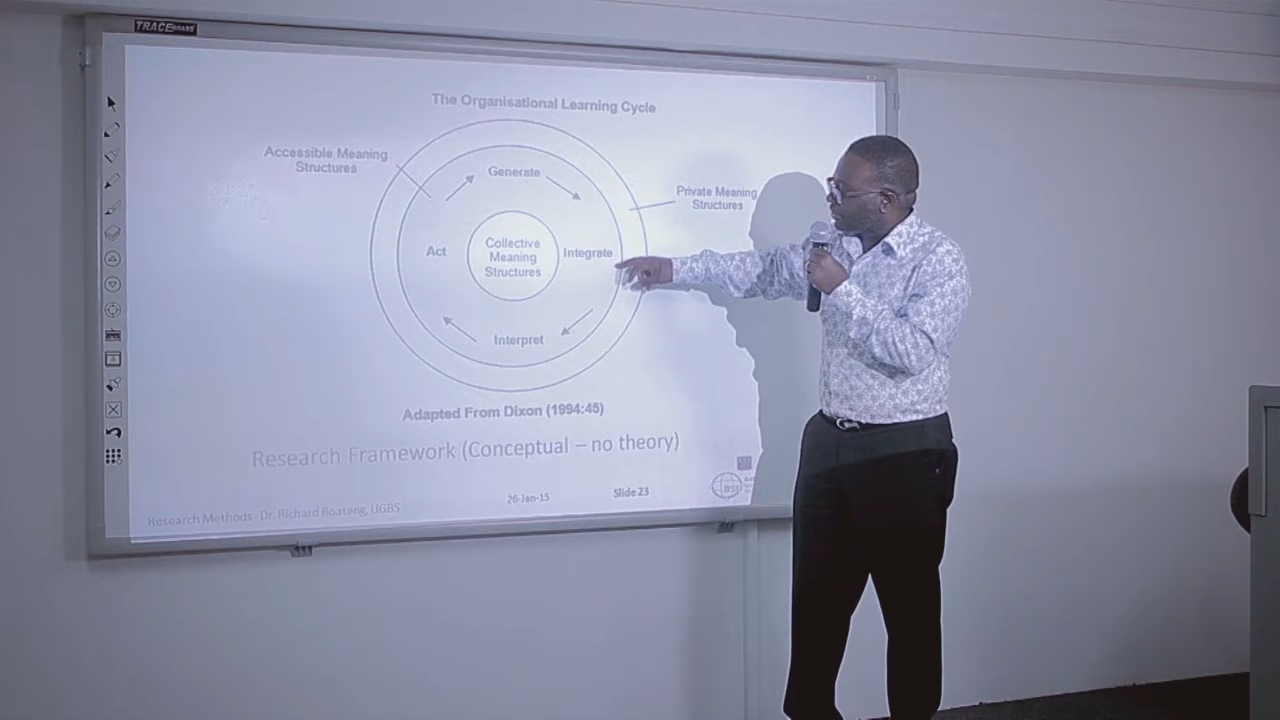 TRACEBOARD
The Organisational Learning Cycle
Accessible Meaning
Structures
Generate
Private Meaning
Structures
Act
Collective
Meaning
Structures
Integrate
Interpret
Adapted From Dixon (1994:45)
Research Framework (Conceptual – no theory)
26-Jan-15
Slide 23
Research Methods- Dr. Richard Boateng, UGBS